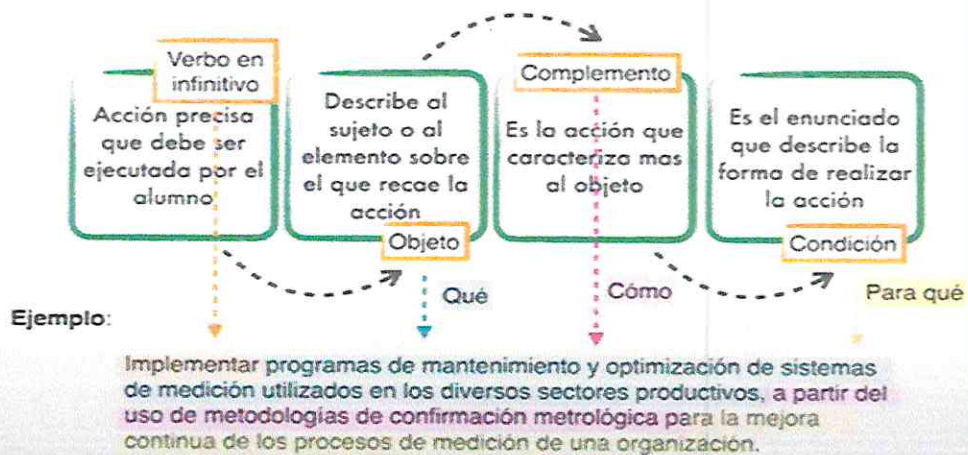 Verbo en
infinitivo
Acción precisa
que debe ser
ejecutada por el
alumno
Describe al
sujeto o al
elemento sobre
el que recae la
acción
Objeto
Complemento
Es la acción que
caracteriza mas
al objeto
Es el enunciado
que describe la
forma de realizar
la acción
Condición
Qué
Cómo
Para qué
Ejemplo:
Implementar programas de mantenimiento y optimización de sistemas
de medición utilizados en los diversos sectores productivos, a partir del
uso de metodologías de confirmación metrológica para la mejora
continua de los procesos de medición de una organización.